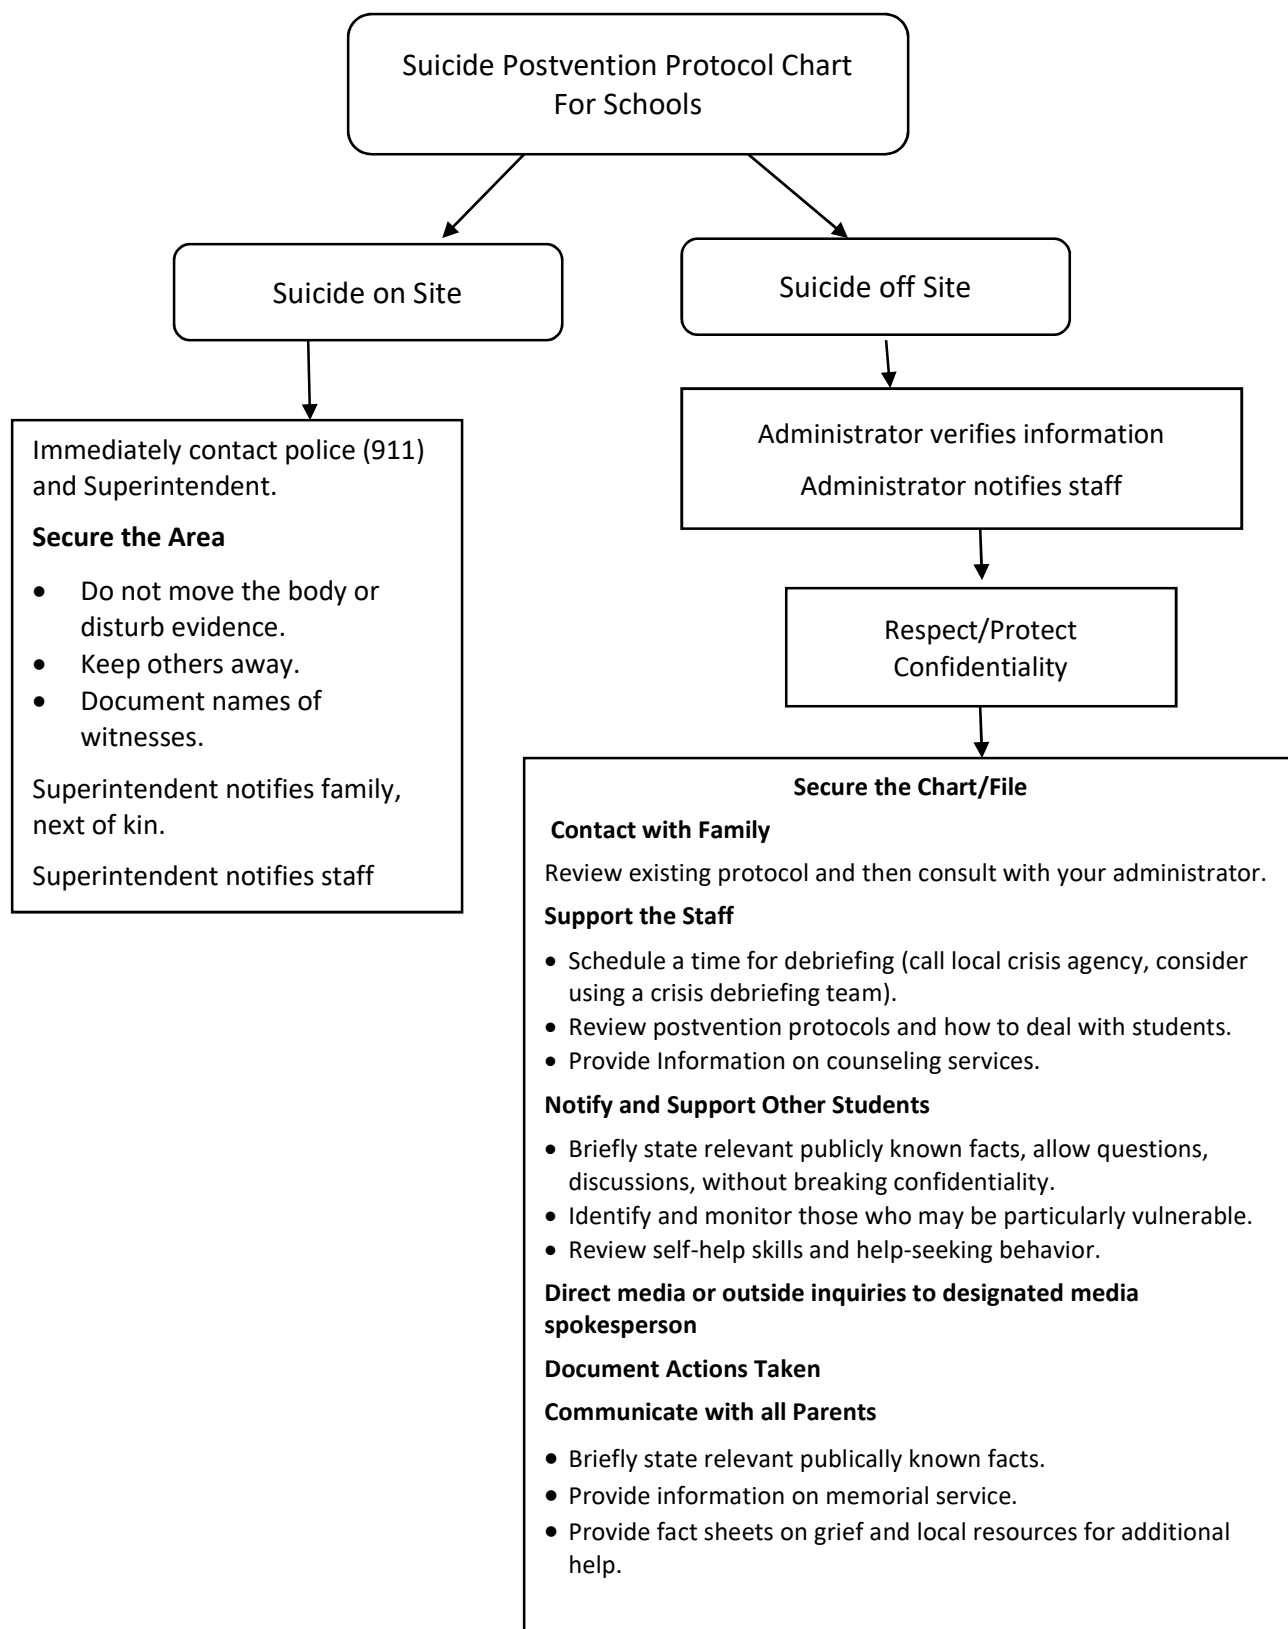 Suicide Postvention Protocol Chart
For Schools
Suicide on Site
Suicide off Site
Immediately contact police (911)
and Superintendent.
Secure the Area
• Do not move the body or
disturb evidence.
• Keep others away.
• Document names of
witnesses.
Superintendent notifies family,
next of kin.
Superintendent notifies staff
Administrator verifies information
Administrator notifies staff
Respect/Protect
Confidentiality
Secure the Chart/File
Contact with Family
Review existing protocol and then consult with your administrator.
Support the Staff
• Schedule a time for debriefing (call local crisis agency, consider
using a crisis debriefing team).
• Review postvention protocols and how to deal with students.
• Provide Information on counseling services.
Notify and Support Other Students
• Briefly state relevant publicly known facts, allow questions,
discussions, without breaking confidentiality.
• Identify and monitor those who may be particularly vulnerable.
• Review self-help skills and help-seeking behavior.
Direct media or outside inquiries to designated media
spokesperson
Document Actions Taken
Communicate with all Parents
• Briefly state relevant publically known facts.
• Provide information on memorial service.
• Provide fact sheets on grief and local resources for additional
help.